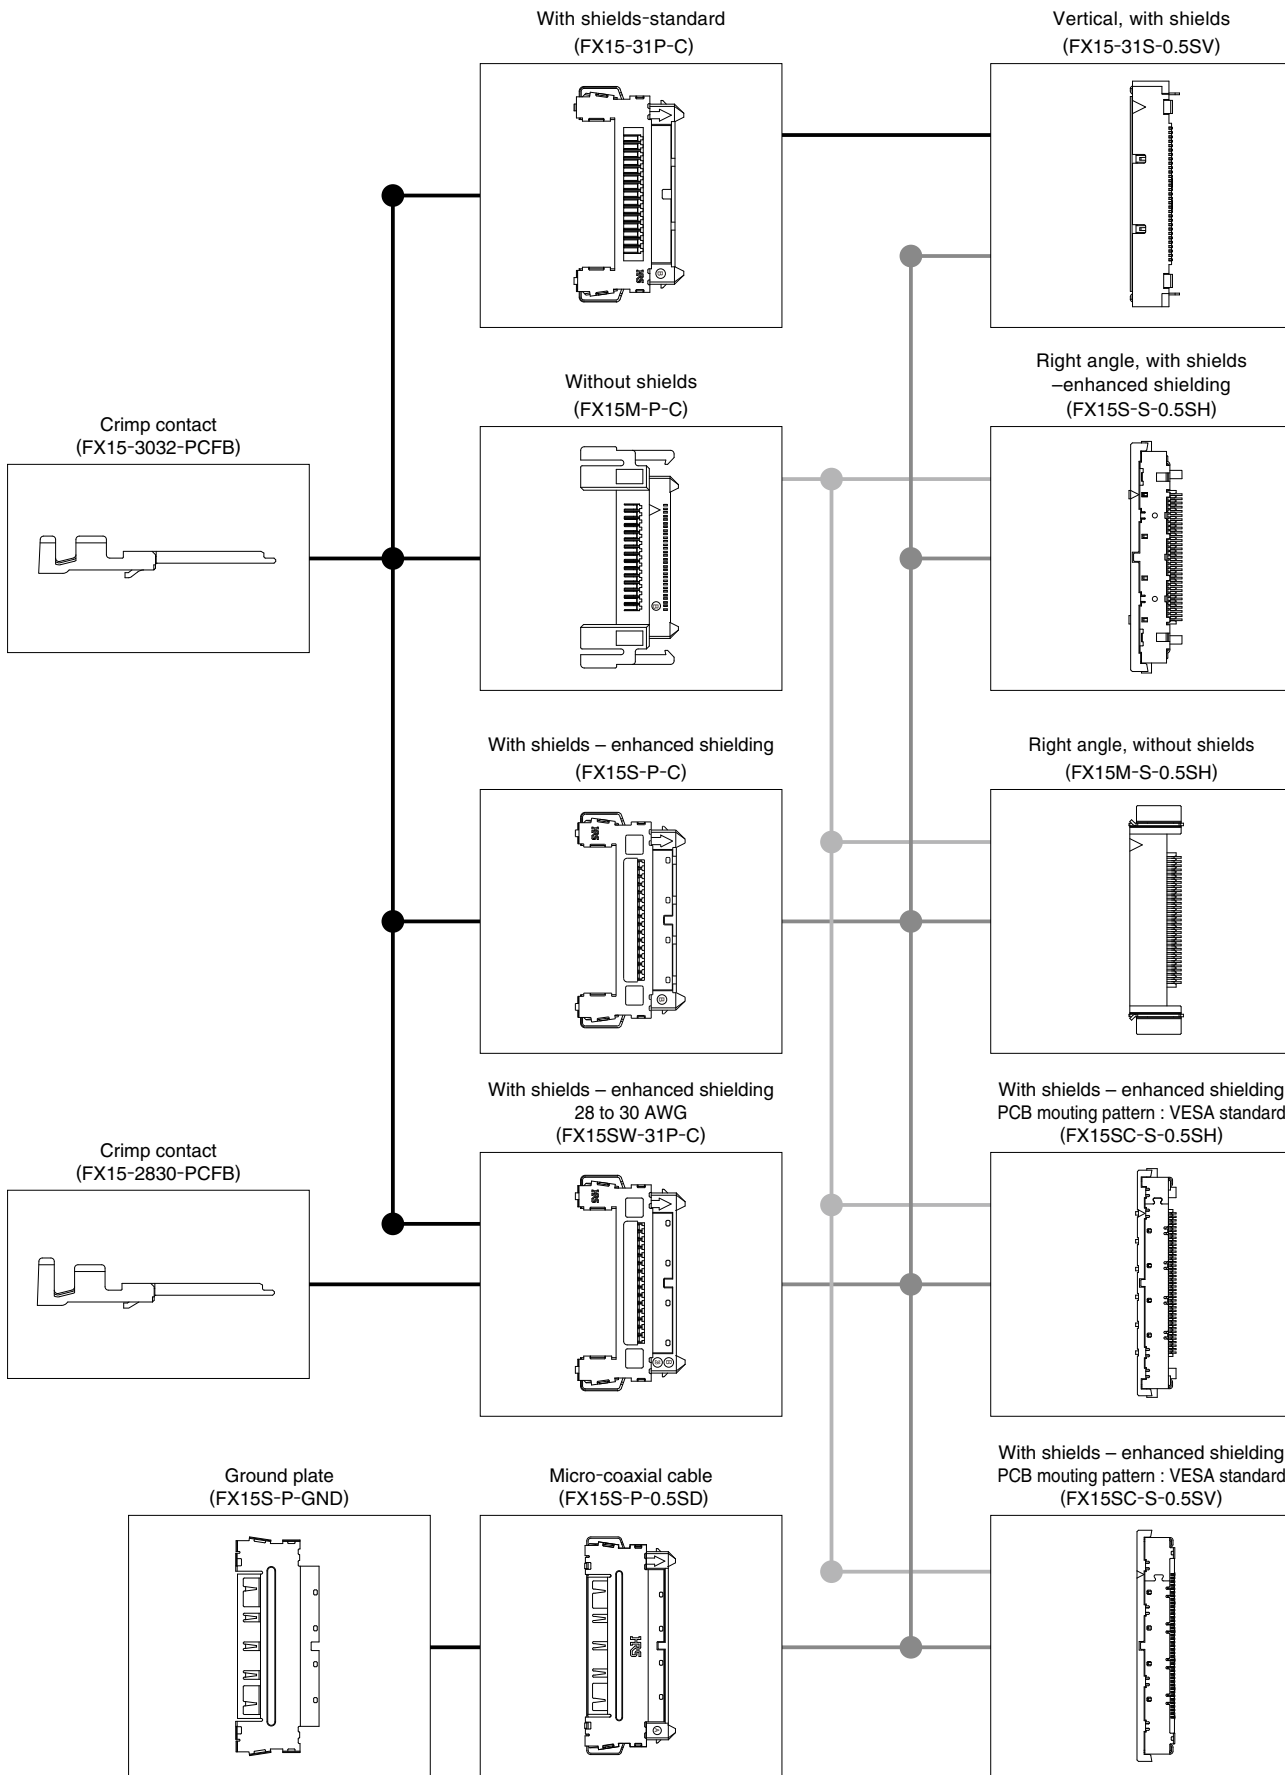 With shields-standard
(FX15-31P-C)
Vertical, with shields
(FX15-31S-0.5SV)
Without shields
(FX15M-P-C)
Right angle, with shields
–enhanced shielding
(FX15S-S-0.5SH)
Crimp contact
(FX15-3032-PCFB)
With shields – enhanced shielding
(FX15S-P-C)
Right angle, without shields
(FX15M-S-0.5SH)
With shields – enhanced shielding
28 to 30 AWG
(FX15SW-31P-C)
With shields – enhanced shielding
PCB mouting pattern : VESA standard
(FX15SC-S-0.5SH)
Crimp contact
(FX15-2830-PCFB)
Ground plate
(FX15S-P-GND)
Micro-coaxial cable
(FX15S-P-0.5SD)
With shields – enhanced shielding
PCB mouting pattern : VESA standard
(FX15SC-S-0.5SV)
HRS
HRS
HRS
HRS